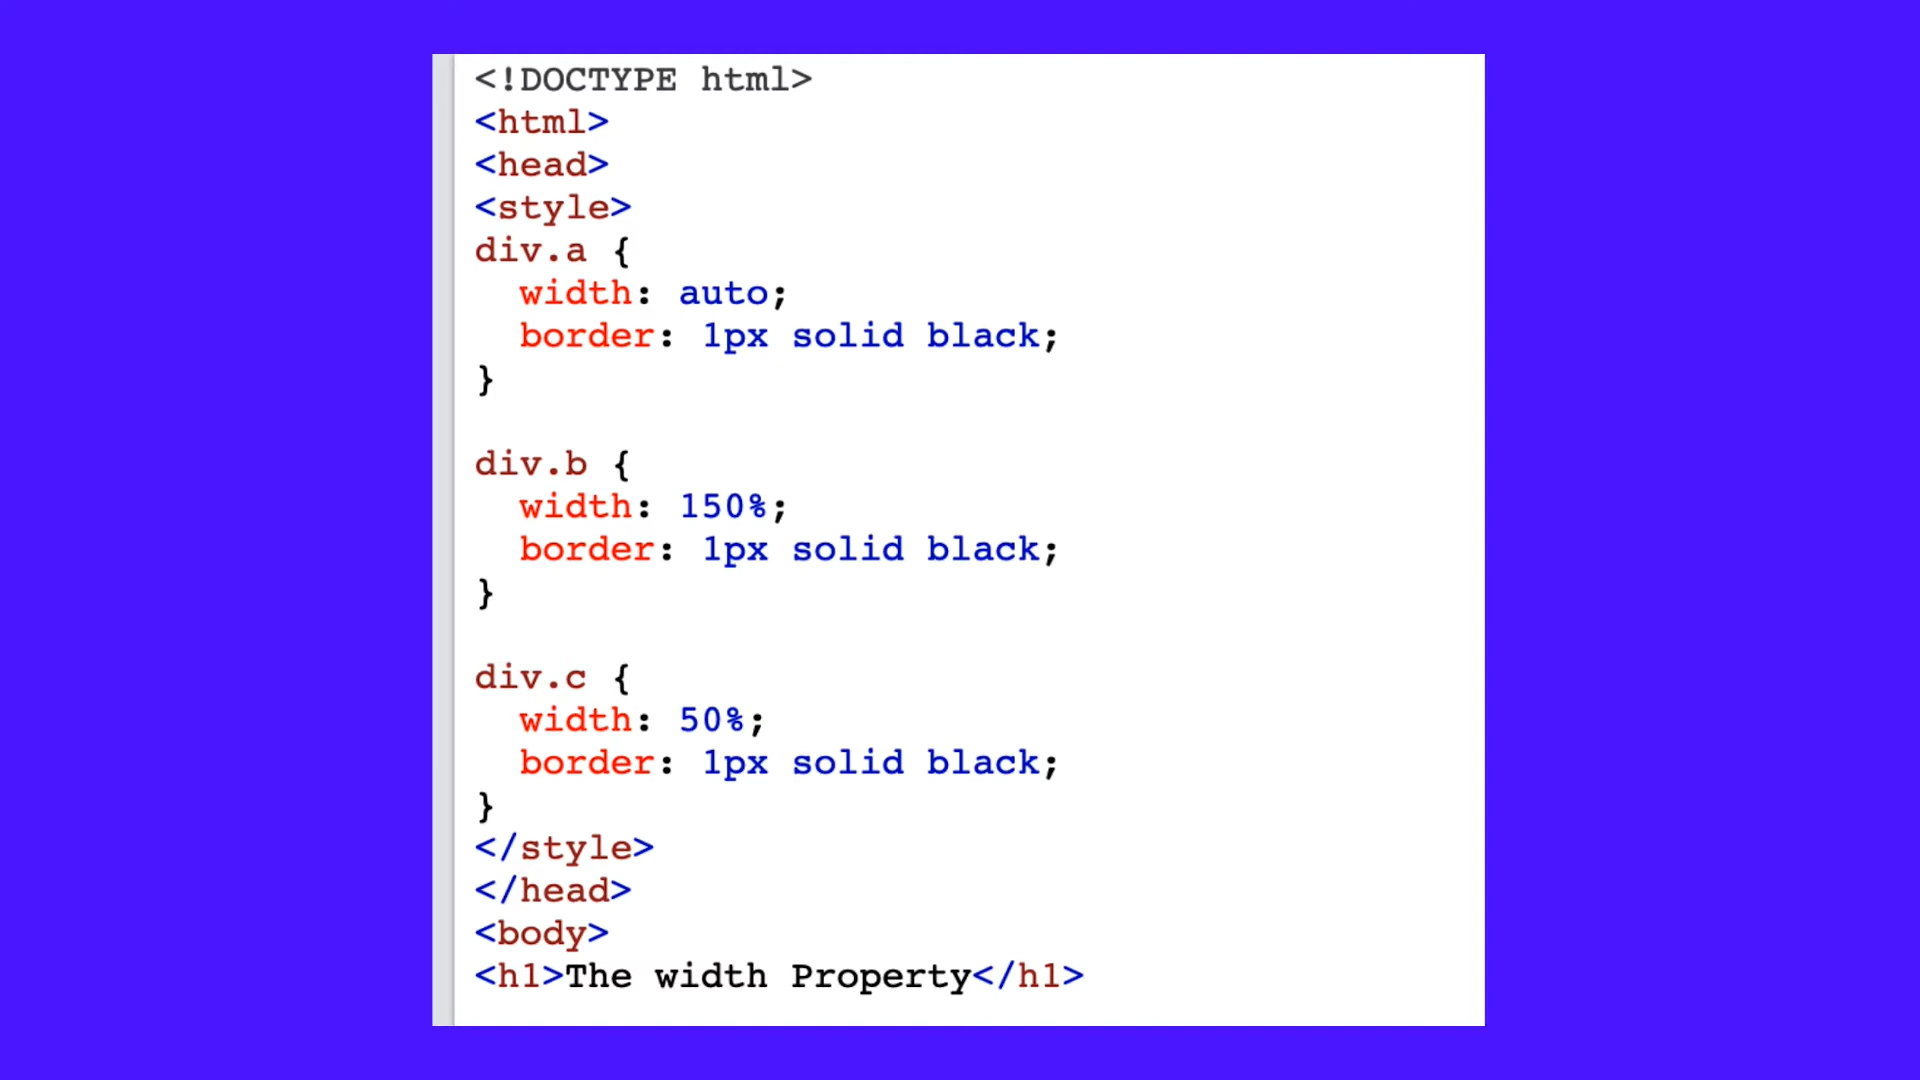 <!DOCTYPE html>
<html>
<head>
<style>
div.a {
  width: auto;
  border: 1px solid black;
}

div.b {
  width: 150%;
  border: 1px solid black;
}

div.c {
  width: 50%;
  border: 1px solid black;
}
</style>
</head>
<body>
<h1>The width Property</h1>